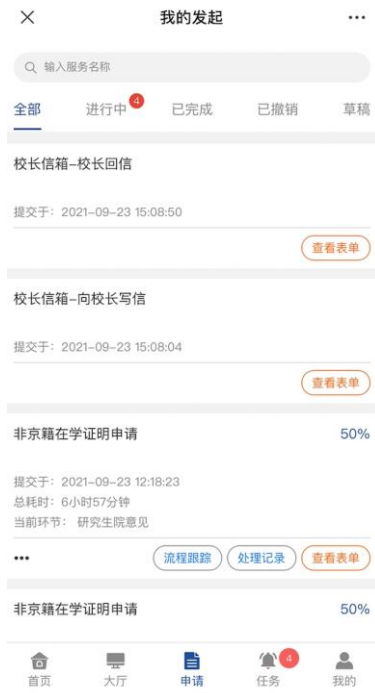 我的发起
输入服务名称
全部 进行中 4 已完成 已撤销 草稿
校长信箱-校长回信
提交于：2021-09-23 15:08:50
查看表单
校长信箱-向校长写信
提交于：2021-09-23 15:08:04
查看表单
非京籍在学证明申请 50%
提交于：2021-09-23 12:18:23
总耗时：6小时57分钟
当前环节： 研究生院意见
流程跟踪 处理记录 查看表单
非京籍在学证明申请 50%
4
首页 大厅 申请 任务 我的